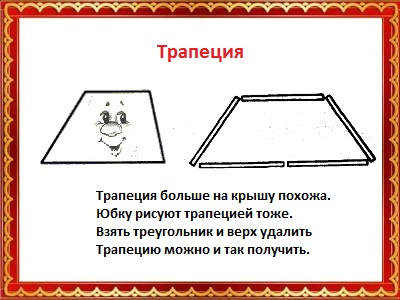 Трапеция
Трапеция больше на крышу похожа.
Юбку рисуют трапецией тоже.
Взять треугольник и верх удалить
Трапецию можно и так получить.